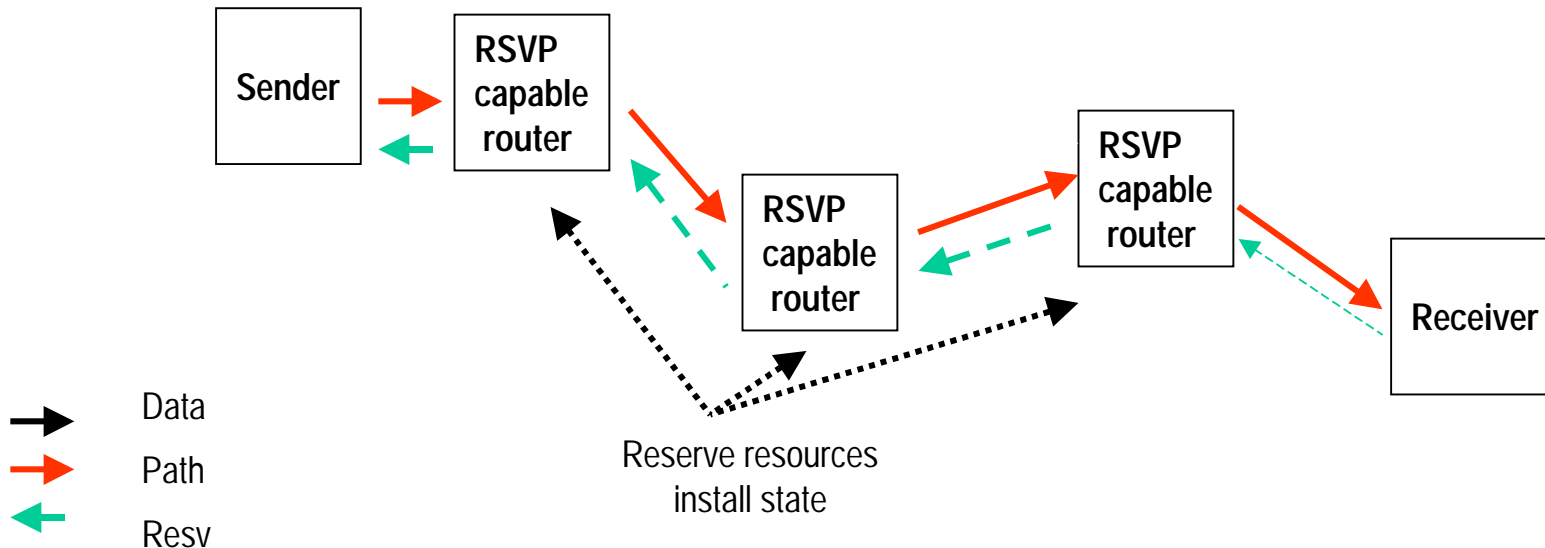 Sender
RSVP
capable
router
RSVP
capable
router
RSVP
capable
router
Receiver
Data
Path
Resv
Reserve resources
install state